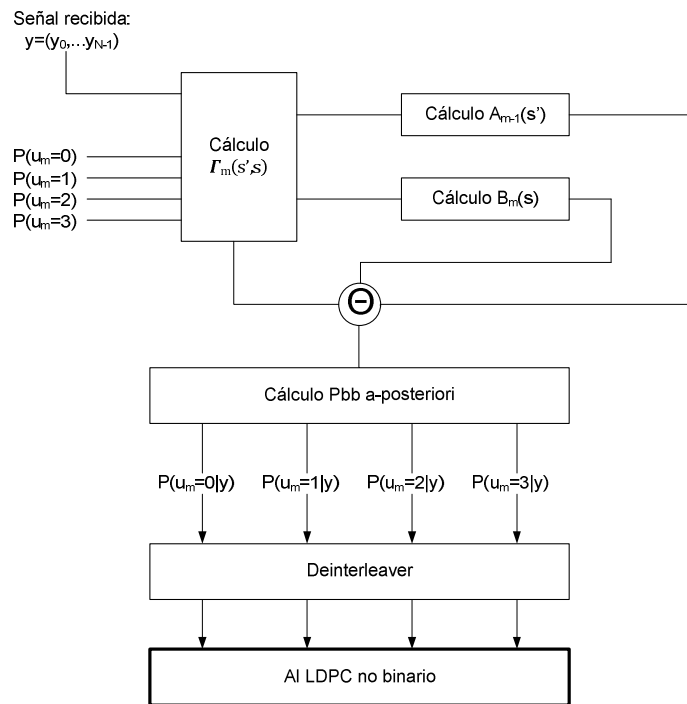 Señal recibida:
y=(y₀,...yN-1)
Cálculo
Γm(s',s)
P(um=0)
P(um=1)
P(um=2)
P(um=3)
Cálculo Am-1(s')
Cálculo Bm(s)
Θ
Cálculo Pbb a-posteriori
P(um=0|y)
P(um=1|y)
P(um=2|y)
P(um=3|y)
Deinterleaver
Al LDPC no binario